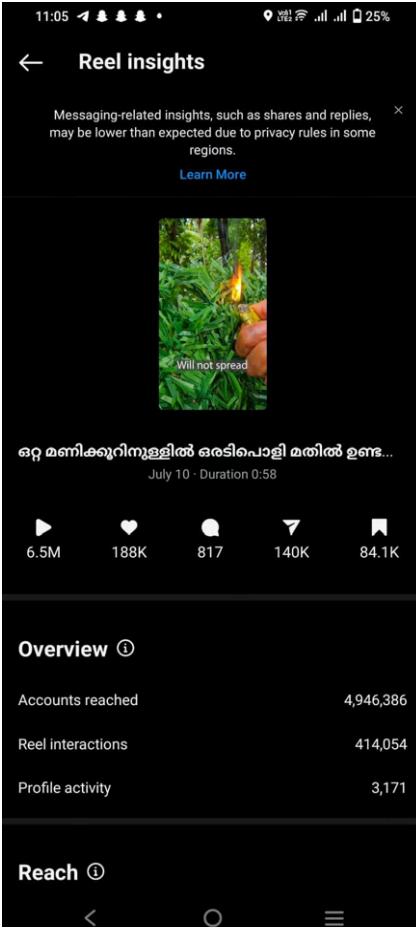 11:05
25%
Reel insights
Messaging-related insights, such as shares and replies,
may be lower than expected due to privacy rules in some
regions.
Learn More
Will not spread
ഒറ്റ മണിക്കൂറിനുള്ളിൽ ഒരടിപൊളി മതിൽ ഉണ്ട...
July 10 · Duration 0:58
6.5M 188K 817 140K 84.1K
Overview
Accounts reached 4,946,386
Reel interactions 414,054
Profile activity 3,171
Reach